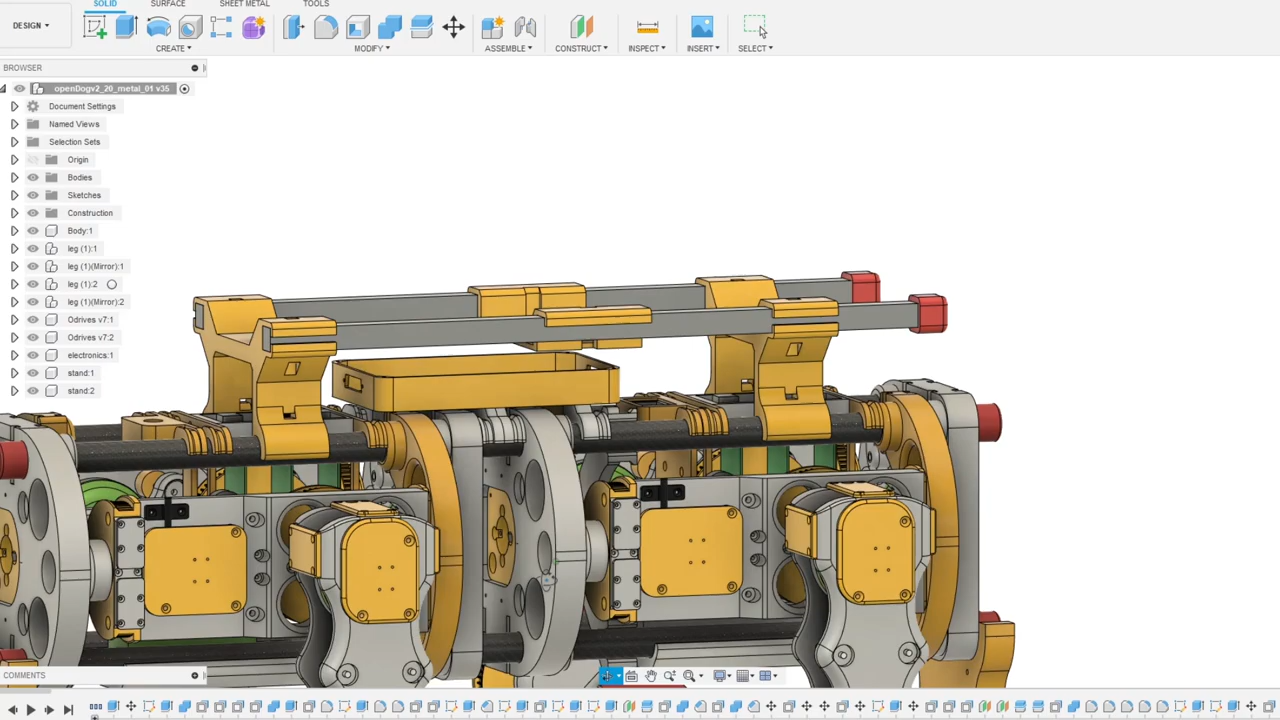 SOLID SURFACE SHEET METAL TOOLS
DESIGN
CREATE MODIFY ASSEMBLE CONSTRUCT INSPECT INSERT SELECT
BROWSER
openDogv2_20_metal_01 v35
Document Settings
Named Views
Selection Sets
Origin
Bodies
Sketches
Construction
Body:1
leg (1):1
leg (1)(Mirror):1
leg (1):2
leg (1)(Mirror):2
Odrives v7:1
Odrives v7:2
electronics:1
stand:1
stand:2
COMMENTS